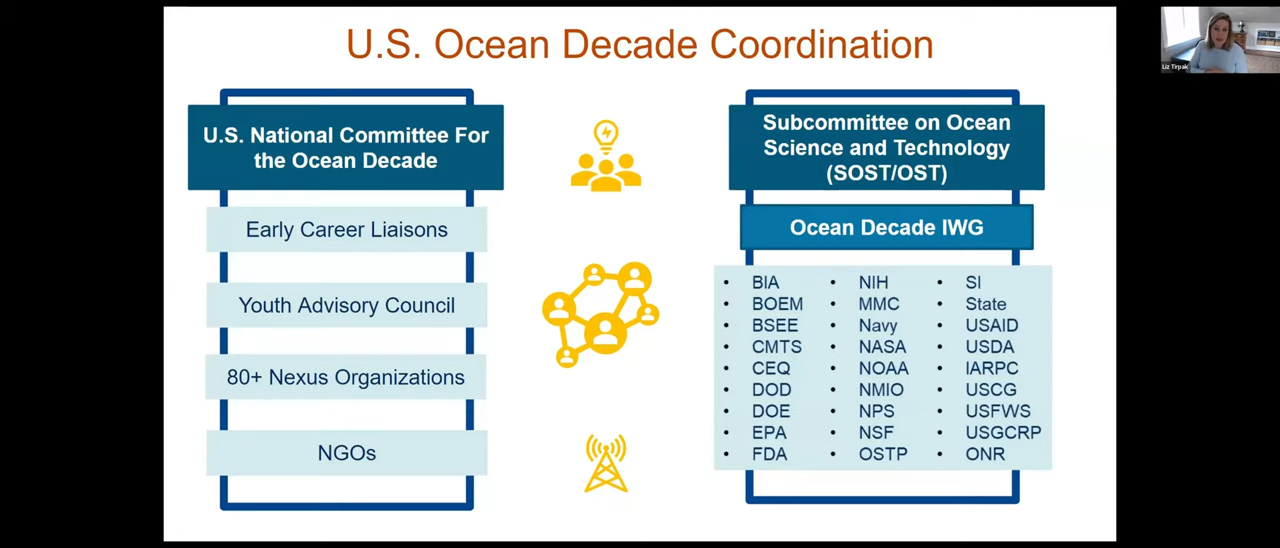 U.S. Ocean Decade Coordination
U.S. National Committee For
the Ocean Decade
Early Career Liaisons
Youth Advisory Council
80+ Nexus Organizations
NGOs
Subcommittee on Ocean
Science and Technology
(SOST/OST)
Ocean Decade IWG
• BIA
• BOEM
• BSEE
• CMTS
• CEQ
• DOD
• DOE
• EPA
• FDA
• NIH
• MMC
• Navy
• NASA
• NOAA
• NMIO
• NPS
• NSF
• OSTP
• SI
• State
• USAID
• USDA
• IARPC
• USCG
• USFWS
• USGCRP
• ONR
Liz Tirpak